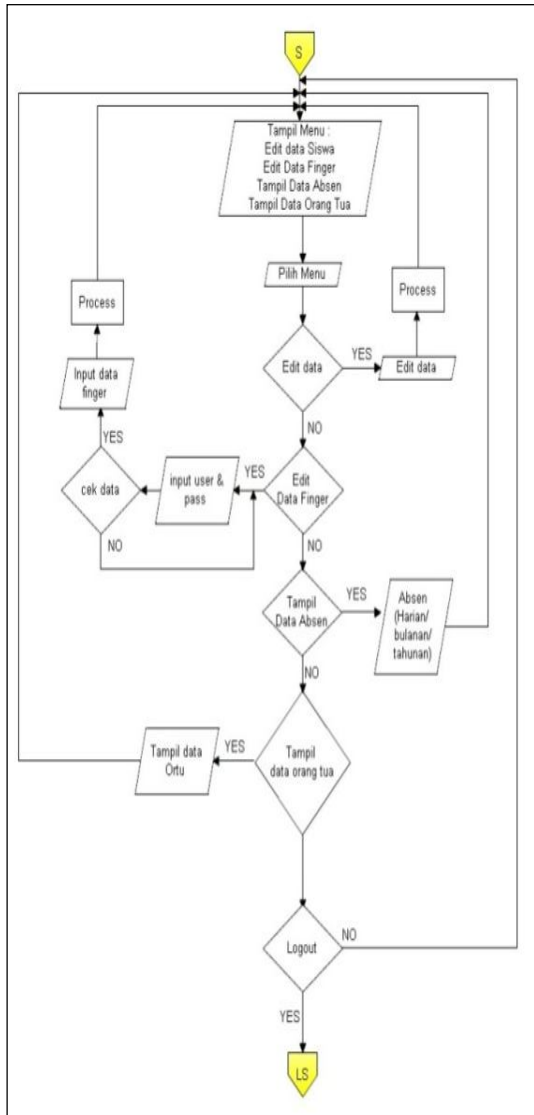 S
Tampil Menu :
Edit data Siswa
Edit Data Finger
Tampil Data Absen
Tampil Data Orang Tua
Pilih Menu
Process
Process
Edit data
YES
Edit data
Input data
finger
NO
YES
cek data
input user &
pass
YES
Edit
Data Finger
NO
NO
Tampil
Data Absen
YES
Absen
(Harian/
bulanan/
tahunan)
NO
Tampil data
Ortu
YES
Tampil
data orang tua
Logout
NO
YES
LS